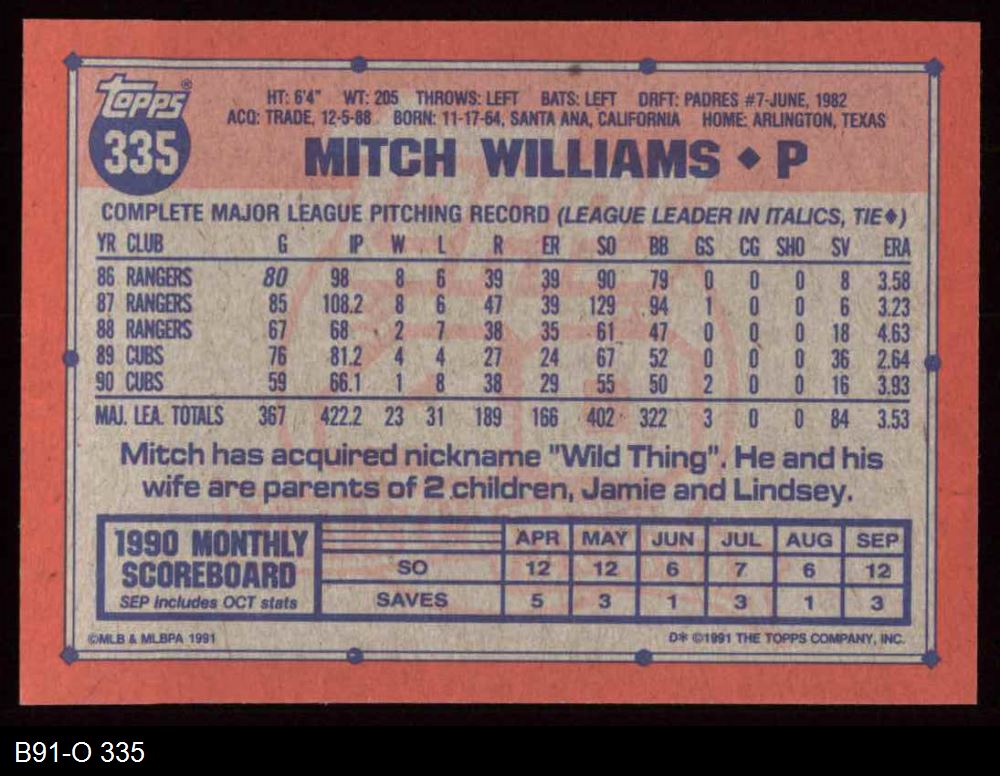 Topps®
335
HT: 6'4" WT: 205 THROWS: LEFT BATS: LEFT DRFT: PADRES #7-JUNE, 1982
ACQ: TRADE, 12-5-88 BORN: 11-17-64, SANTA ANA, CALIFORNIA HOME: ARLINGTON, TEXAS
MITCH WILLIAMS ♦ P
COMPLETE MAJOR LEAGUE PITCHING RECORD (LEAGUE LEADER IN ITALICS, TIE♦)
YR CLUB G IP W L R ER SO BB GS CG SHO SV ERA
86 RANGERS 80 98 8 6 39 39 90 79 0 0 0 8 3.58
87 RANGERS 85 108.2 8 6 47 39 129 94 1 0 0 6 3.23
88 RANGERS 67 68 2 7 38 35 61 47 0 0 0 18 4.63
89 CUBS 76 81.2 4 4 27 24 67 52 0 0 0 36 2.64
90 CUBS 59 66.1 1 8 38 29 55 50 2 0 0 16 3.93
MAJ. LEA. TOTALS 367 422.2 23 31 189 166 402 322 3 0 0 84 3.53
Mitch has acquired nickname "Wild Thing". He and his
wife are parents of 2 children, Jamie and Lindsey.
1990 MONTHLY
SCOREBOARD
SEP includes OCT stats
APR MAY JUN JUL AUG SEP
SO 12 12 6 7 6 12
SAVES 5 3 1 3 1 3
©MLB & MLBPA 1991
D* ©1991 THE TOPPS COMPANY, INC.
B91-O 335